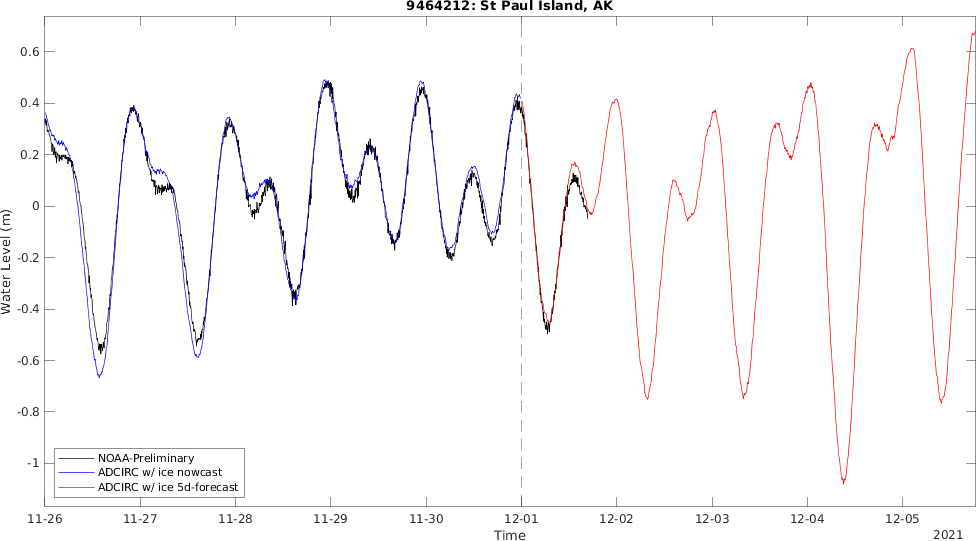 9464212: St Paul Island, AK
0.6
0.4
0.2
0
-0.2
-0.4
-0.6
-0.8
-1
Water Level (m)
NOAA-Preliminary
ADCIRC w/ ice nowcast
ADCIRC w/ ice 5d-forecast
11-26 11-27 11-28 11-29 11-30 12-01 12-02 12-03 12-04 12-05
Time
2021